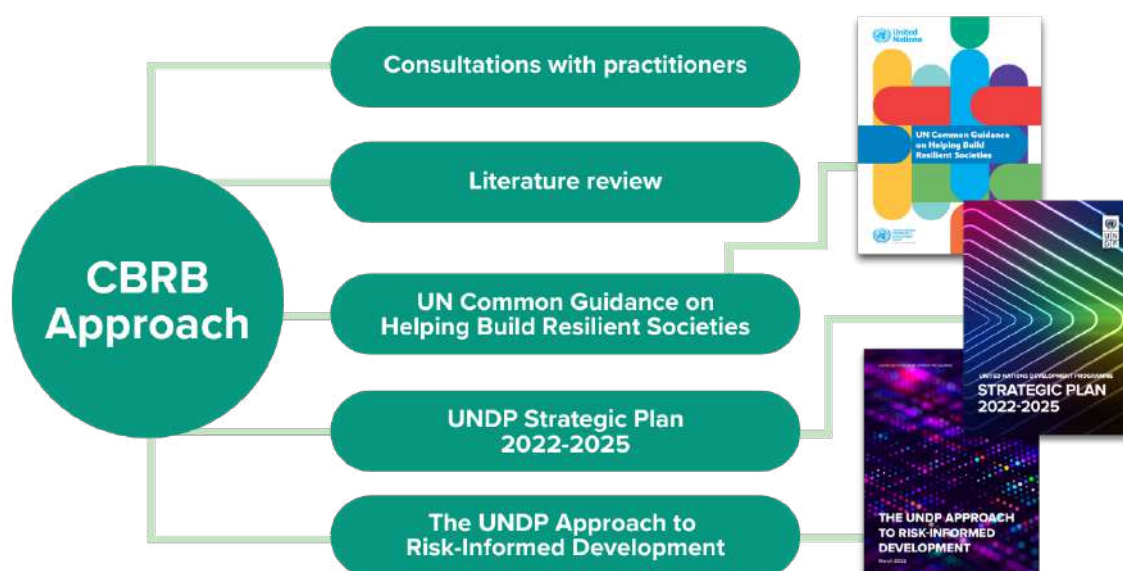 Consultations with practitioners
Literature review
CBRB
Approach
UN Common Guidance on
Helping Build Resilient Societies
UNDP Strategic Plan
2022-2025
The UNDP Approach to
Risk-Informed Development
United
Nations
UN Common Guidance
on Helping Build
Resilient Societies
U N
D P
UNITED NATIONS DEVELOPMENT PROGRAMME
STRATEGIC PLAN
2022-2025
THE UNDP APPROACH
TO RISK-INFORMED
DEVELOPMENT